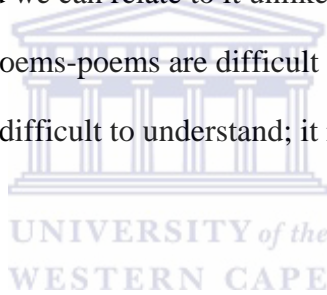 we can relate to it unlike
oems-poems are difficult
difficult to understand; it
UNIVERSITY of the
WESTERN CAPE